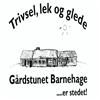 Trivsel, lek og glede
Gårdstunet Barnehage
....er stedet!